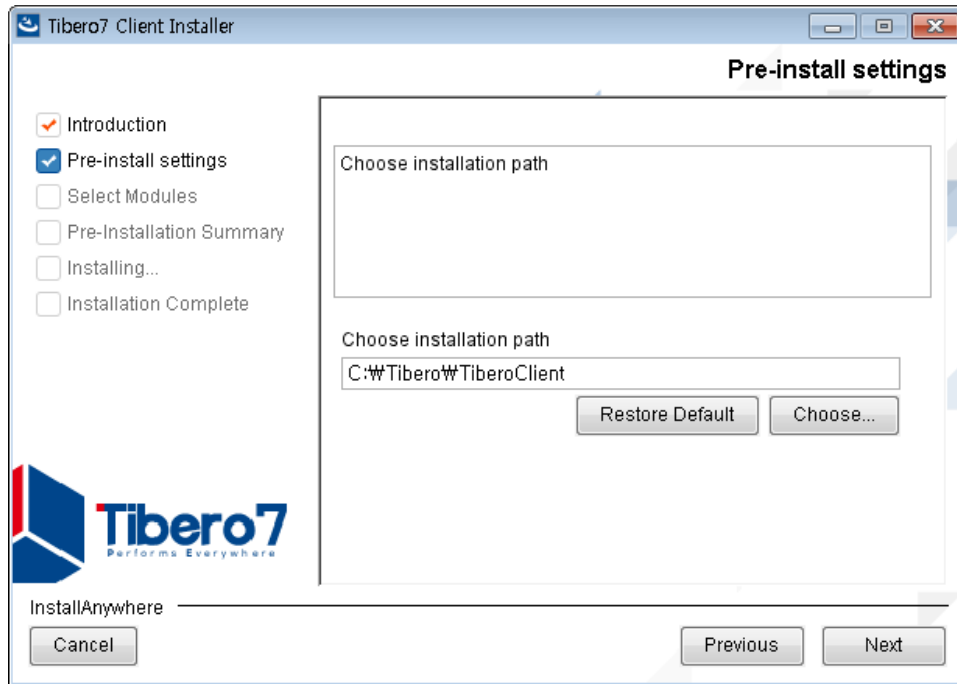 Tibero7 Client Installer
Pre-install settings
Introduction
Pre-install settings
Select Modules
Pre-Installation Summary
Installing...
Installation Complete
Choose installation path
Choose installation path
C:₩Tibero₩TiberoClient
Restore Default
Choose...
Tibero7
Performs Everywhere
InstallAnywhere
Cancel
Previous
Next